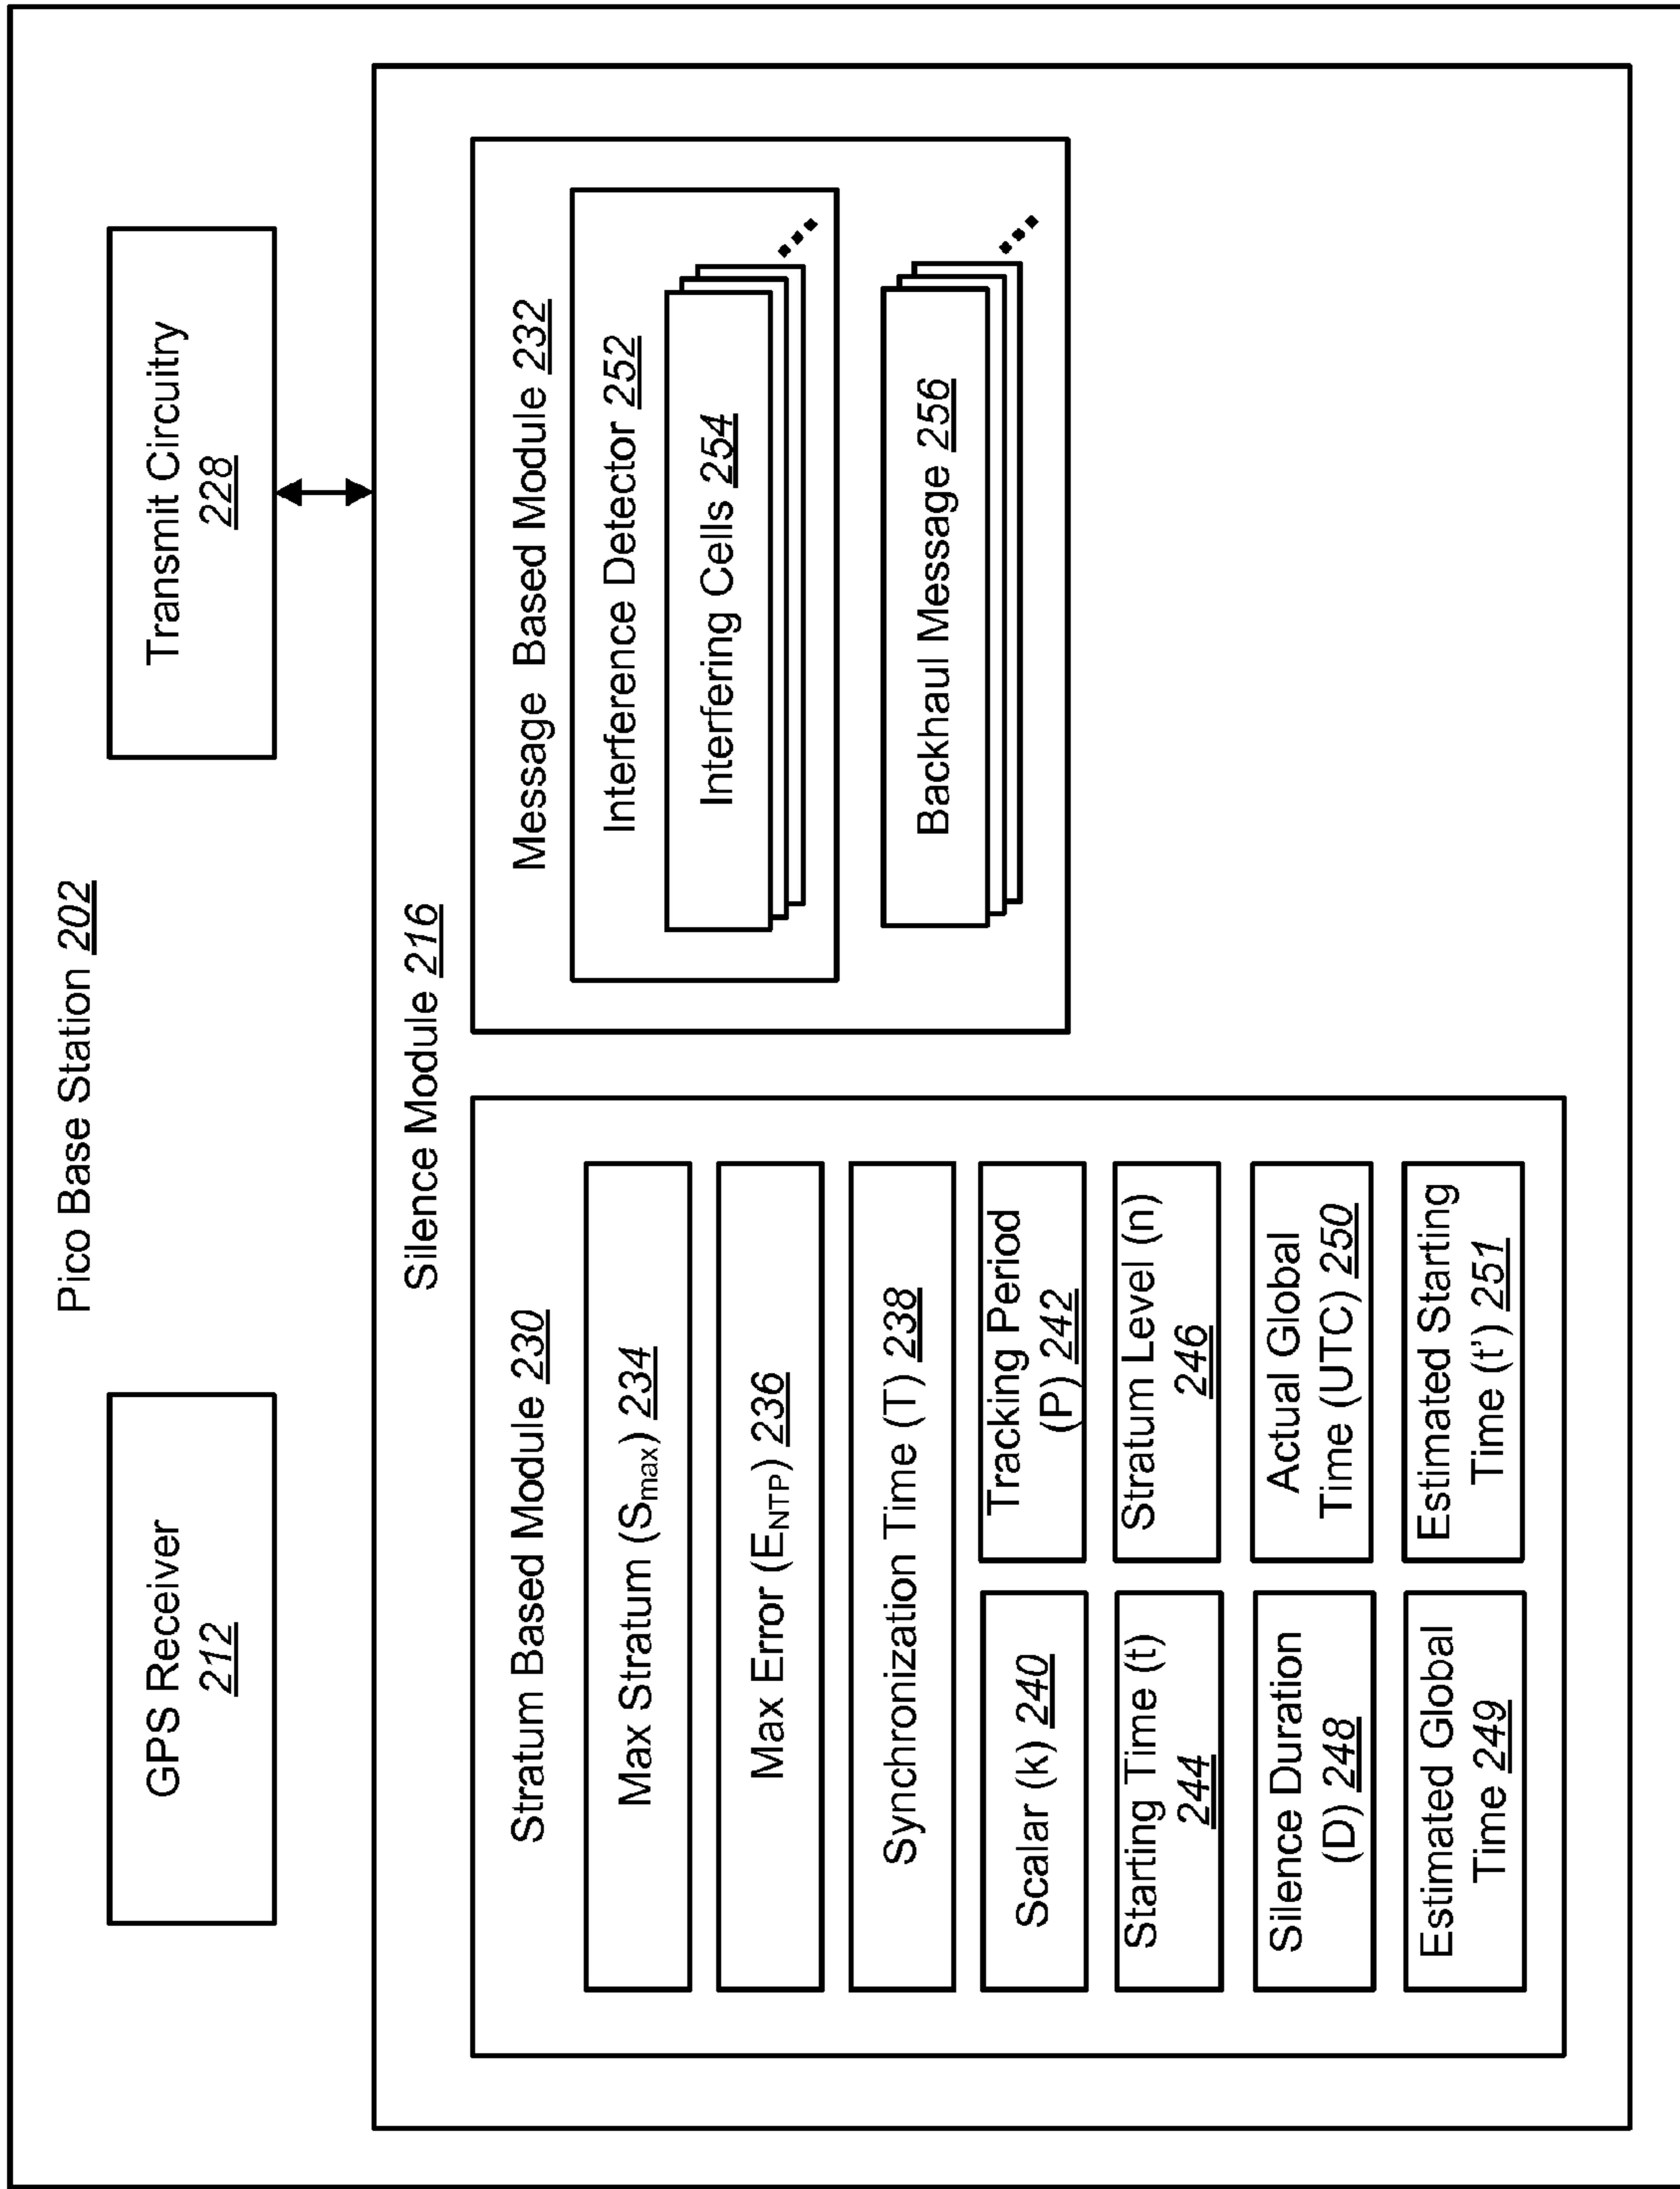 Pico Base Station 202
GPS Receiver
212
Transmit Circuitry
228
Silence Module 216
Stratum Based Module 230
Max Stratum (Smax) 234
Max Error (ENTP) 236
Synchronization Time (T) 238
Scalar (k) 240
Tracking Period
(P) 242
Starting Time (t)
244
Stratum Level (n)
246
Silence Duration
(D) 248
Actual Global
Time (UTC) 250
Estimated Global
Time 249
Estimated Starting
Time (t’) 251
Message Based Module 232
Interference Detector 252
Interfering Cells 254
Backhaul Message 256